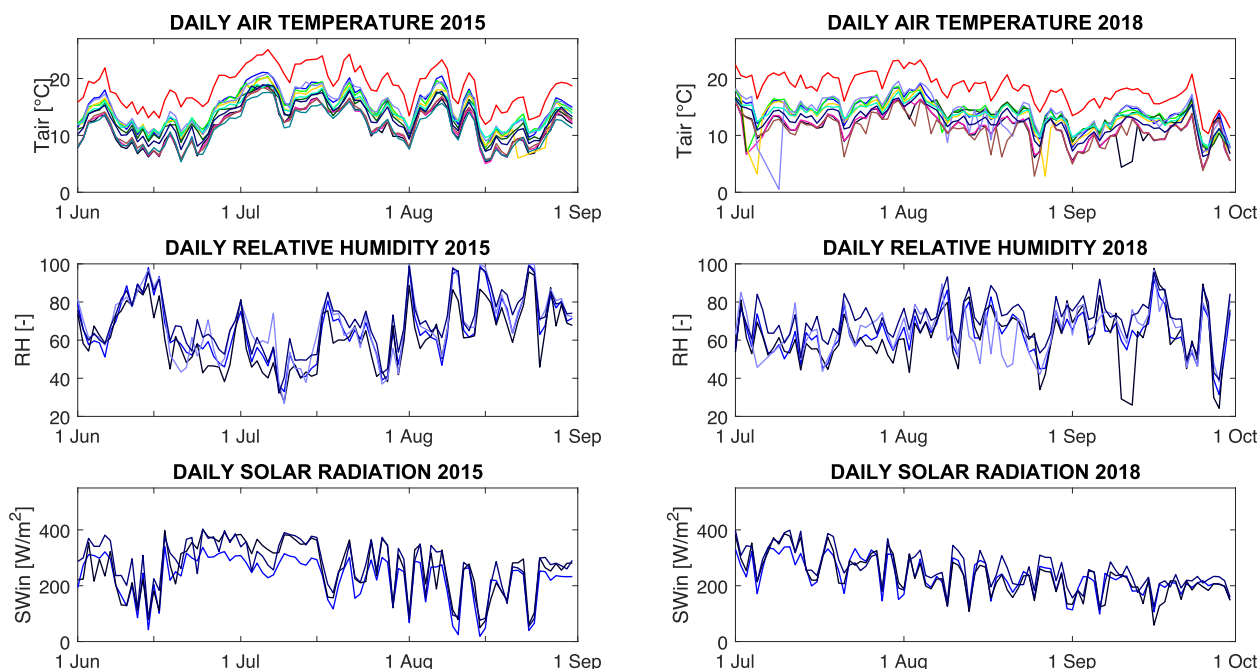 DAILY AIR TEMPERATURE 2015
Tair [°C]
20
10
0
1 Jun
1 Jul
1 Aug
1 Sep
DAILY AIR TEMPERATURE 2018
Tair [°C]
20
10
0
1 Jul
1 Aug
1 Sep
1 Oct
DAILY RELATIVE HUMIDITY 2015
RH [-]
100
80
60
40
20
1 Jun
1 Jul
1 Aug
1 Sep
DAILY RELATIVE HUMIDITY 2018
RH [-]
100
80
60
40
20
1 Jul
1 Aug
1 Sep
1 Oct
DAILY SOLAR RADIATION 2015
SWin [W/m²]
400
200
0
1 Jun
1 Jul
1 Aug
1 Sep
DAILY SOLAR RADIATION 2018
SWin [W/m²]
400
200
0
1 Jul
1 Aug
1 Sep
1 Oct